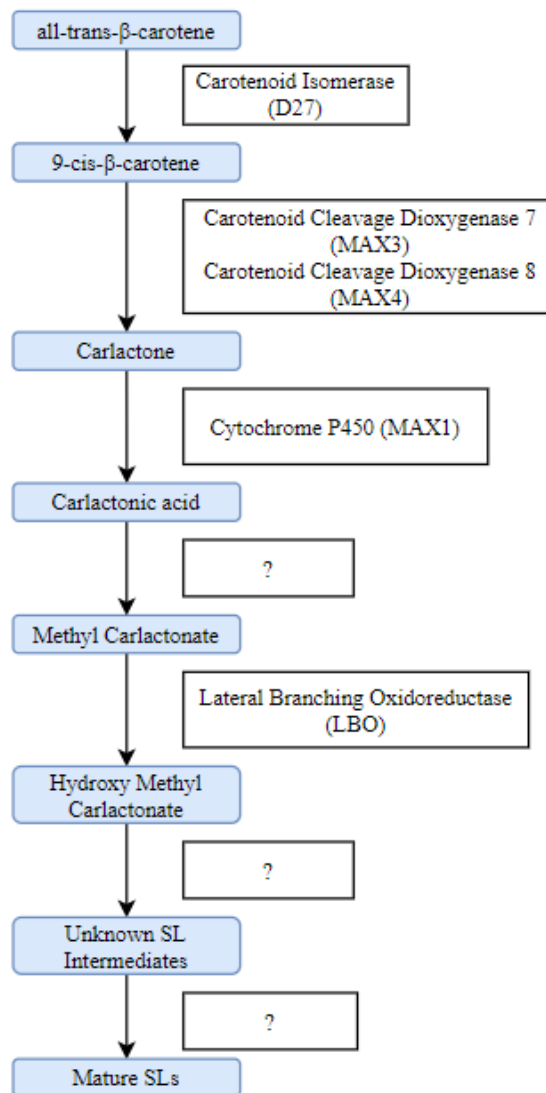 all-trans-β-carotene
Carotenoid Isomerase
(D27)
9-cis-β-carotene
Carotenoid Cleavage Dioxygenase 7
(MAX3)
Carotenoid Cleavage Dioxygenase 8
(MAX4)
Carlactone
Cytochrome P450 (MAX1)
Carlactonic acid
?
Methyl Carlactonate
Lateral Branching Oxidoreductase
(LBO)
Hydroxy Methyl
Carlactonate
?
Unknown SL
Intermediates
?
Mature SLs